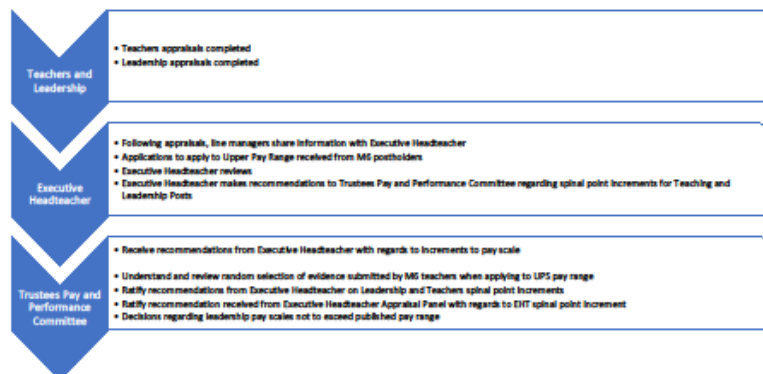 Teachers and
Leadership
• Teachers appraisals completed
• Leadership appraisals completed
Executive
Headteacher
• Following appraisals, line managers share information with Executive Headteacher
• Applications to apply to Upper Pay Range received from M6 postholders
• Executive Headteacher reviews
• Executive Headteacher makes recommendations to Trustees Pay and Performance Committee regarding spinal point increments for Teaching and
Leadership Posts
Trustees Pay and
Performance
Committee
• Receive recommendations from Executive Headteacher with regards to increments to pay scale
• Understand and review random selection of evidence submitted by M6 teachers when applying to UPS pay range
• Ratify recommendations from Executive Headteacher on Leadership and Teachers spinal point increments
• Ratify recommendation received from Executive Headteacher Appraisal Panel with regards to EHT spinal point increment
• Decisions regarding leadership pay scales not to exceed published pay range